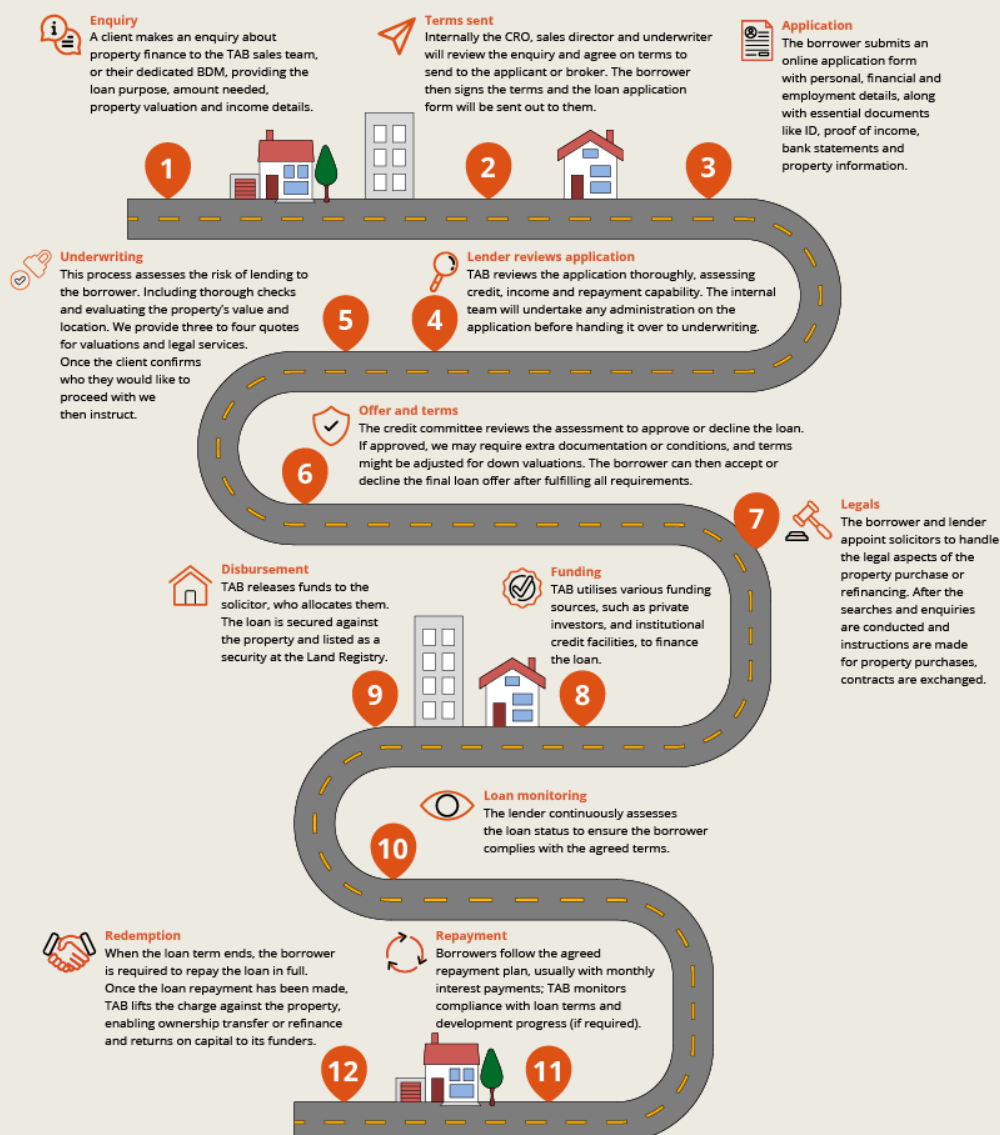 Enquiry
A client makes an enquiry about
property finance to the TAB sales team,
or their dedicated BDM, providing the
loan purpose, amount needed,
property valuation and income details.
1
Terms sent
Internally the CRO, sales director and underwriter
will review the enquiry and agree on terms to
send to the applicant or broker. The borrower
then signs the terms and the loan application
form will be sent out to them.
2
Application
The borrower submits an
online application form
with personal, financial and
employment details, along
with essential documents
like ID, proof of income,
bank statements and
property information.
3
Lender reviews application
TAB reviews the application thoroughly, assessing
credit, income and repayment capability. The internal
team will undertake any administration on the
application before handing it over to underwriting.
4
Underwriting
This process assesses the risk of lending to
the borrower. Including thorough checks
and evaluating the property's value and
location. We provide three to four quotes
for valuations and legal services.
Once the client confirms
who they would like to
proceed with we
then instruct.
5
Offer and terms
The credit committee reviews the assessment to approve or decline the loan.
If approved, we may require extra documentation or conditions, and terms
might be adjusted for down valuations. The borrower can then accept or
decline the final loan offer after fulfilling all requirements.
6
7
Legals
The borrower and lender
appoint solicitors to handle
the legal aspects of the
property purchase or
refinancing. After the
searches and enquiries
are conducted and
instructions are made
for property purchases,
contracts are exchanged.
Funding
TAB utilises various funding
sources, such as private
investors, and institutional
credit facilities, to finance
the loan.
8
Disbursement
TAB releases funds to the
solicitor, who allocates them.
The loan is secured against
the property and listed as a
security at the Land Registry.
9
Loan monitoring
The lender continuously assesses
the loan status to ensure the borrower
complies with the agreed terms.
10
Repayment
Borrowers follow the agreed
repayment plan, usually with monthly
interest payments; TAB monitors
compliance with loan terms and
development progress (if required).
11
Redemption
When the loan term ends, the borrower
is required to repay the loan in full.
Once the loan repayment has been made,
TAB lifts the charge against the property,
enabling ownership transfer or refinance
and returns on capital to its funders.
12